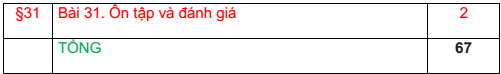 §31 Bài 31. Ôn tập và đánh giá 2
TỔNG 67